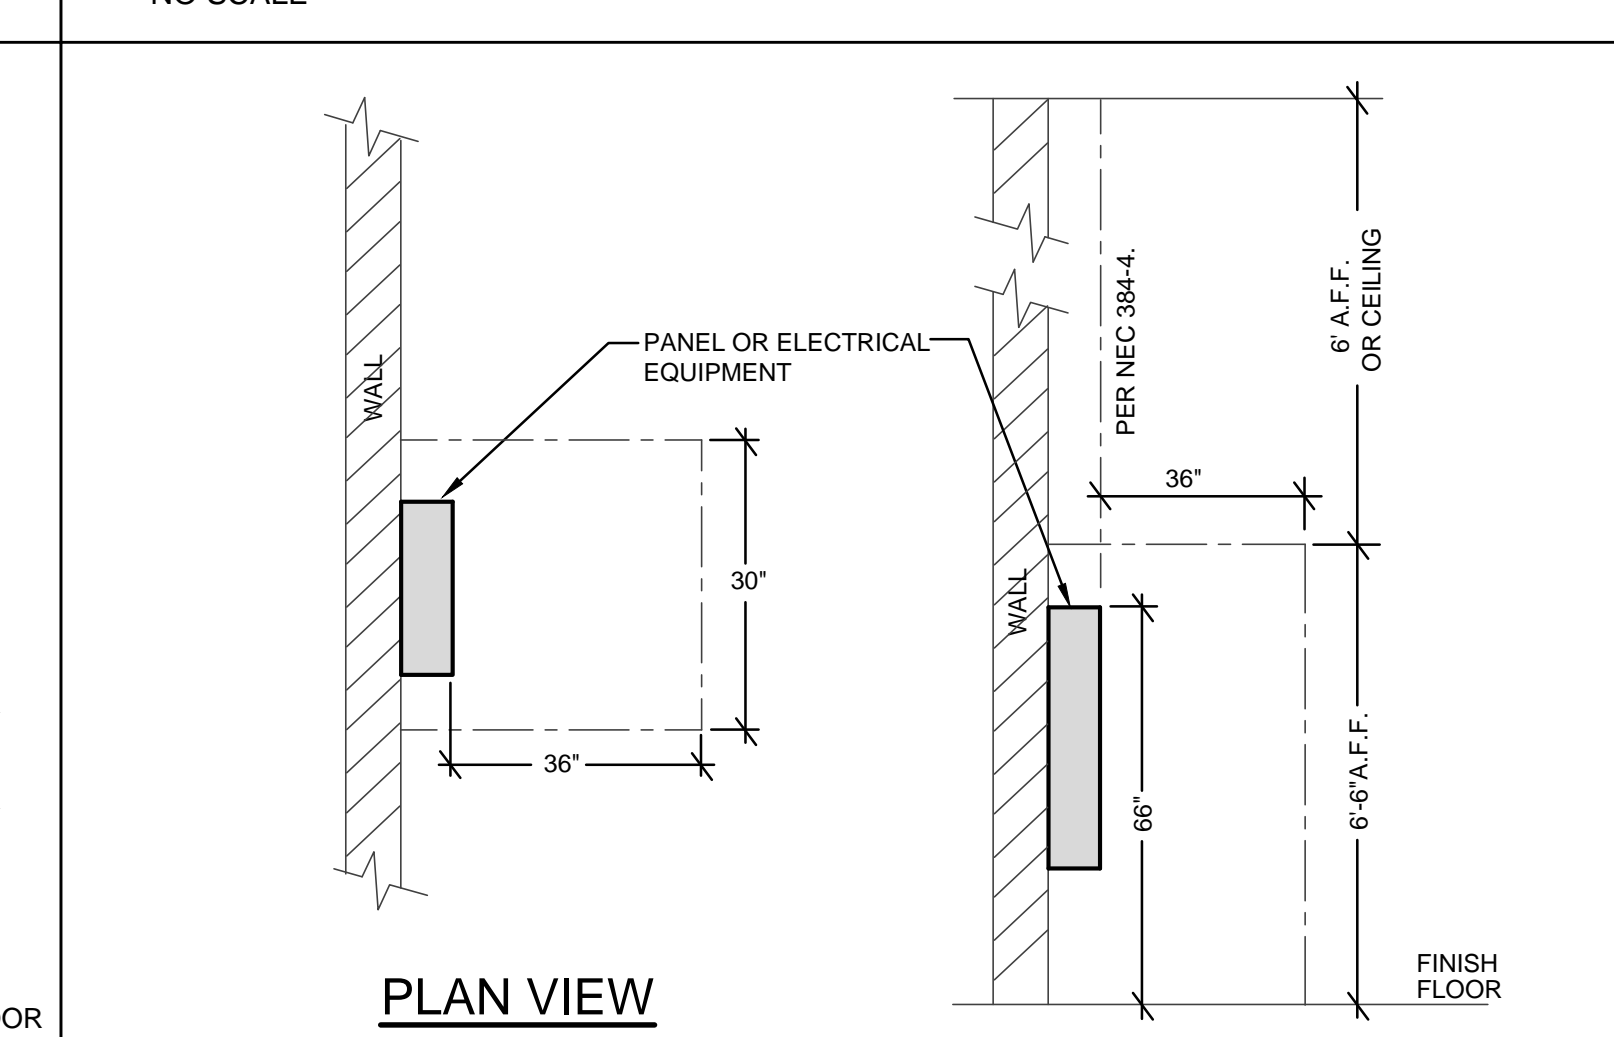 NO SCALE
PANEL OR ELECTRICAL
EQUIPMENT
WALL
30"
36"
PLAN VIEW
PER NEC 384-4.
6' A.F.F.
OR CEILING
36"
WALL
66"
6'-6"A.F.F.
FINISH
FLOOR